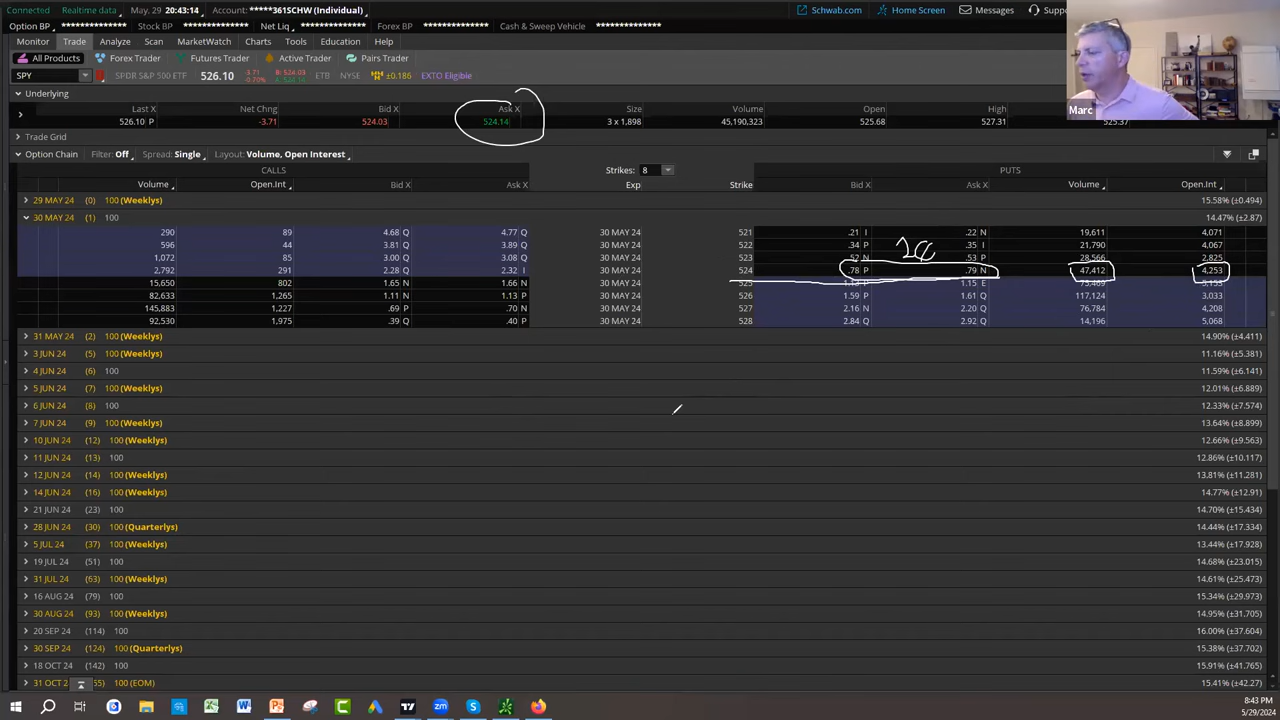 Connected Realtime data May, 29 20:43:14 Account: *****361SCHW (Individual) Schwab.com Home Screen Messages Suppo
Option BP ************** Stock BP ************** Net Liq ************** Forex BP ************** Cash & Sweep Vehicle **************
Monitor Trade Analyze Scan MarketWatch Charts Tools Education Help
All Products Forex Trader Futures Trader Active Trader Pairs Trader
SPY SPDR S&P 500 ETF 526.10 -3.71 -0.70% B: 524.03 A: 524.14 ETB NYSE ±0.186 EXTO Eligible
Underlying
Last X Net Chng Bid X Ask X Size Volume Open High
526.10 P -3.71 524.03 524.14 3 x 1,898 45,190,323 525.68 527.31 525.37
Marc
Trade Grid
Option Chain Filter: Off Spread: Single Layout: Volume, Open Interest
CALLS Strikes: 8 PUTS
Volume Open.Int Bid X Ask X Exp Strike Bid X Ask X Volume Open.Int
29 MAY 24 (0) 100 (Weeklys) 15.58% (±0.494)
30 MAY 24 (1) 100 14.47% (±2.87)
290 89 4.68 Q 4.77 Q 30 MAY 24 521 .21 I .22 N 19,611 4,071
596 44 3.81 Q 3.89 Q 30 MAY 24 522 .34 P .35 I 21,790 4,067
1,072 85 3.00 Q 3.08 Q 30 MAY 24 523 .52 N .53 P 28,566 2,825
2,792 291 2.28 Q 2.32 I 30 MAY 24 524 .78 P .79 N 47,412 4,253
15,650 802 1.65 N 1.66 N 30 MAY 24 525 1.15 E
82,633 1,265 1.11 N 1.13 P 30 MAY 24 526 1.59 P 1.61 Q 117,124 3,033
145,883 1,227 .69 P .70 N 30 MAY 24 527 2.16 N 2.20 Q 76,784 4,208
92,530 1,975 .39 Q .40 P 30 MAY 24 528 2.84 Q 2.92 Q 14,196 5,068
31 MAY 24 (2) 100 (Weeklys) 14.90% (±4.411)
3 JUN 24 (5) 100 (Weeklys) 11.16% (±5.381)
4 JUN 24 (6) 100 11.59% (±6.141)
5 JUN 24 (7) 100 (Weeklys) 12.01% (±6.889)
6 JUN 24 (8) 100 12.33% (±7.574)
7 JUN 24 (9) 100 (Weeklys) 13.64% (±8.899)
10 JUN 24 (12) 100 (Weeklys) 12.66% (±9.563)
11 JUN 24 (13) 100 12.86% (±10.117)
12 JUN 24 (14) 100 (Weeklys) 13.81% (±11.281)
14 JUN 24 (16) 100 (Weeklys) 14.77% (±12.91)
21 JUN 24 (23) 100 14.70% (±15.434)
28 JUN 24 (30) 100 (Quarterlys) 14.44% (±17.334)
5 JUL 24 (37) 100 (Weeklys) 13.44% (±17.928)
19 JUL 24 (51) 100 14.68% (±23.015)
31 JUL 24 (63) 100 (Weeklys) 14.61% (±25.473)
16 AUG 24 (79) 100 15.34% (±29.973)
30 AUG 24 (93) 100 (Weeklys) 14.95% (±31.705)
20 SEP 24 (114) 100 16.00% (±37.604)
30 SEP 24 (124) 100 (Quarterlys) 15.38% (±37.702)
18 OCT 24 (142) 100 15.91% (±41.765)
31 OCT 2 55) 100 (EOM) 15.41% (±42.27)
8:43 PM
5/29/2024